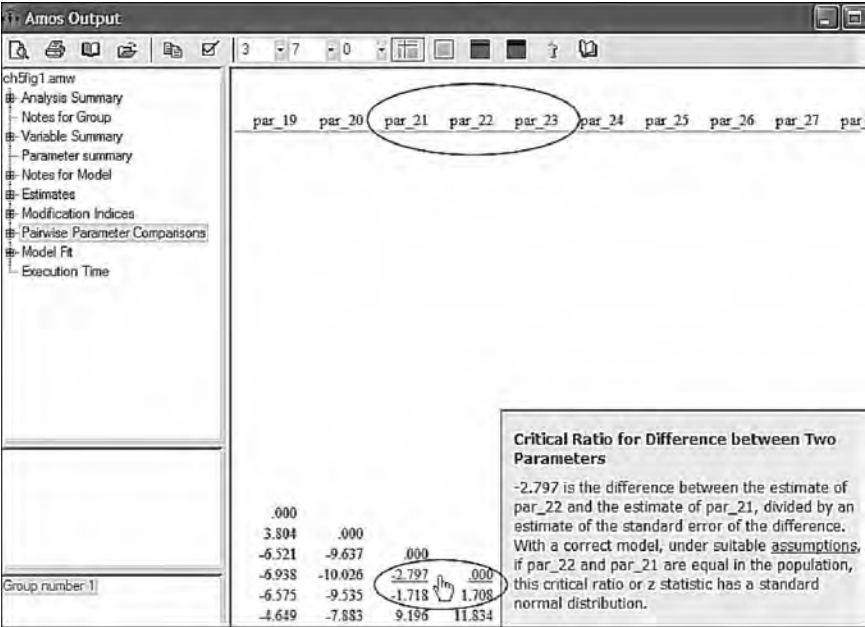 Amos Output
3 7 0
ch5fig1.amw
Analysis Summary
Notes for Group
Variable Summary
Parameter summary
Notes for Model
Estimates
Modification Indices
Pairwise Parameter Comparisons
Model Fit
Execution Time
Group number 1
par_19 par_20 par_21 par_22 par_23 par_24 par_25 par_26 par_27 par
.000
3.804 .000
-6.521 -9.637 .000
-6.938 -10.026 -2.797 .000
-6.575 -9.535 -1.718 1.708
-4.649 -7.883 9.196 11.834
Critical Ratio for Difference between Two
Parameters
-2.797 is the difference between the estimate of
par_22 and the estimate of par_21, divided by an
estimate of the standard error of the difference.
With a correct model, under suitable assumptions,
if par_22 and par_21 are equal in the population,
this critical ratio or z statistic has a standard
normal distribution.